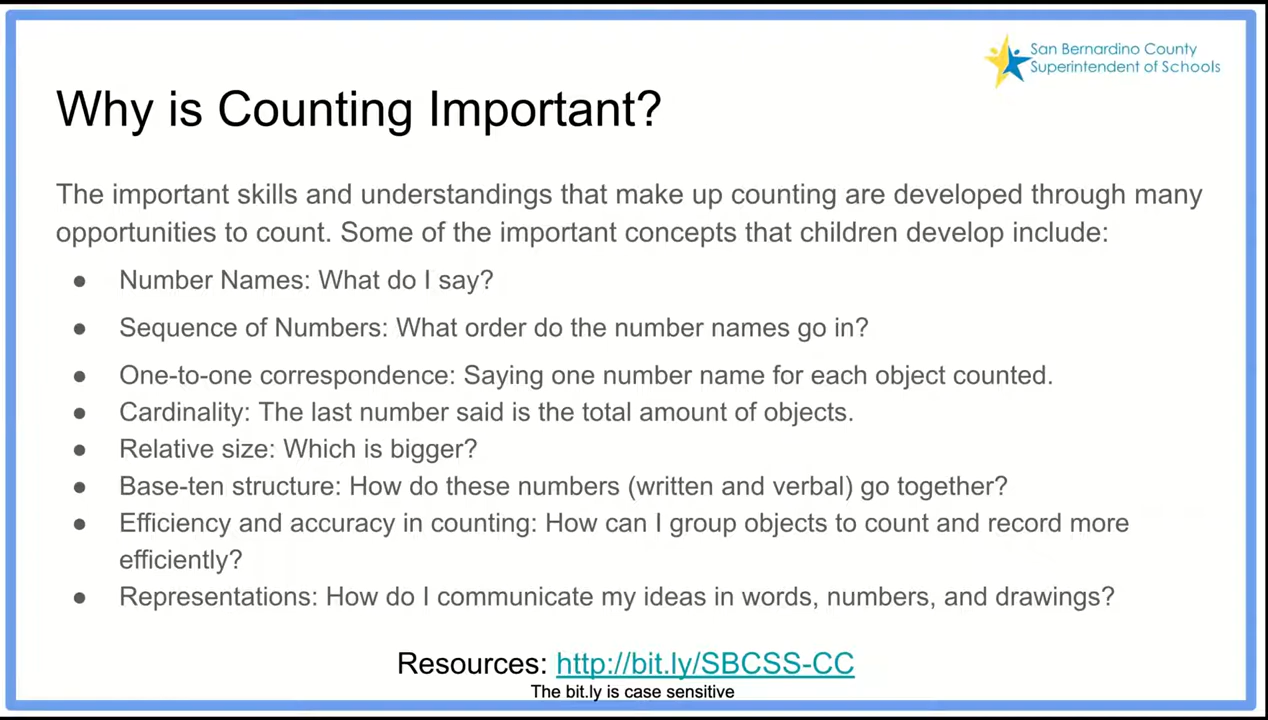 San Bernardino County
Superintendent of Schools
Why is Counting Important?
The important skills and understandings that make up counting are developed through many
opportunities to count. Some of the important concepts that children develop include:
● Number Names: What do I say?
● Sequence of Numbers: What order do the number names go in?
● One-to-one correspondence: Saying one number name for each object counted.
● Cardinality: The last number said is the total amount of objects.
● Relative size: Which is bigger?
● Base-ten structure: How do these numbers (written and verbal) go together?
● Efficiency and accuracy in counting: How can I group objects to count and record more
efficiently?
● Representations: How do I communicate my ideas in words, numbers, and drawings?
Resources: http://bit.ly/SBCSS-CC
The bit.ly is case sensitive